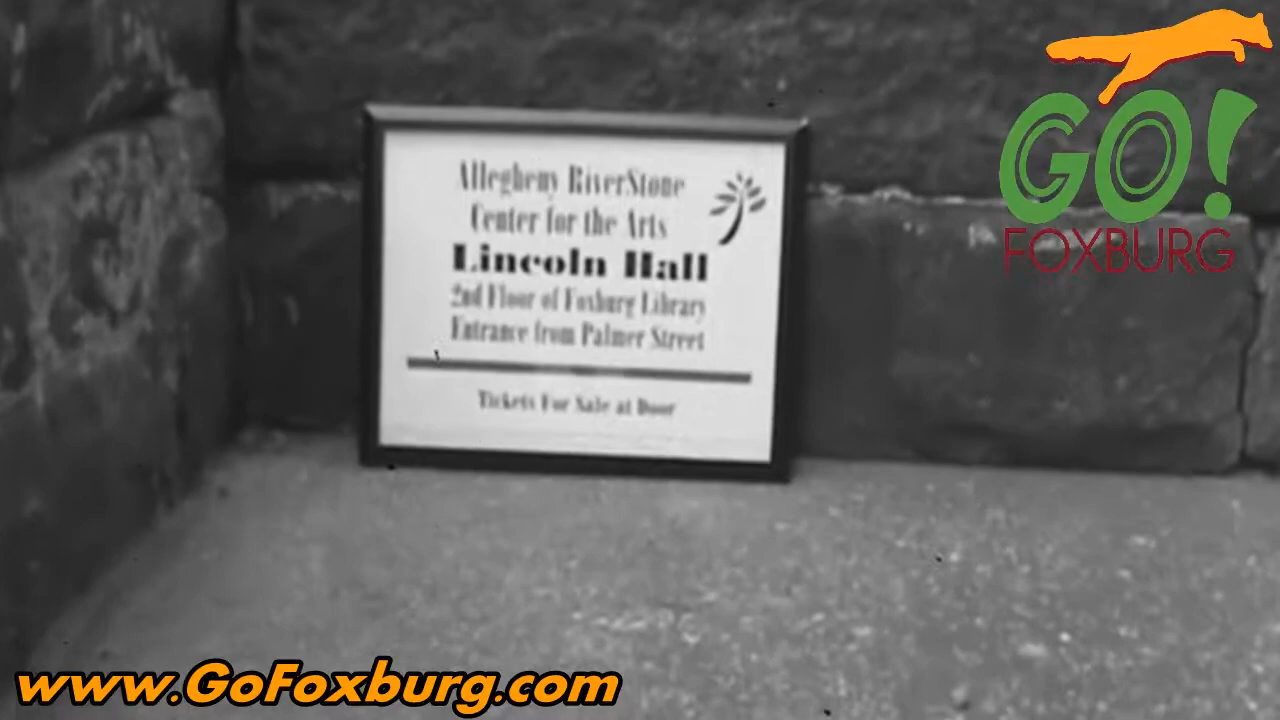 GO!
FOXBURG
Allegheny RiverStone
Center for the Arts
Lincoln Hall
2nd Floor of Foxburg Library
Entrance from Palmer Street
Tickets For Sale at Door
www.GoFoxburg.com